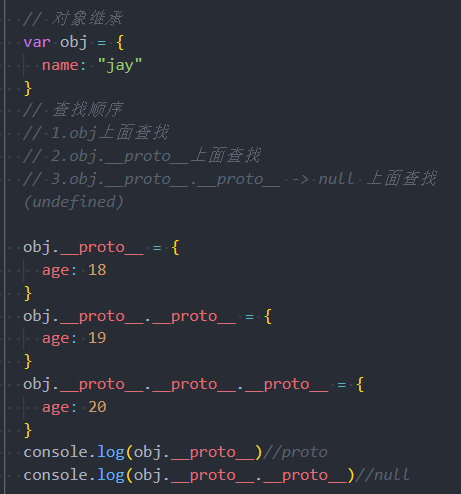 // 对象继承
var obj = {
  name: "jay"
}
// 查找顺序
// 1.obj上面查找
// 2.obj.__proto__上面查找
// 3.obj.__proto__.__proto__ -> null 上面查找
(undefined)

obj.__proto__ = {
  age: 18
}
obj.__proto__.__proto__ = {
  age: 19
}
obj.__proto__.__proto__.__proto__ = {
  age: 20
}
console.log(obj.__proto__)//proto
console.log(obj.__proto__.__proto__)//null